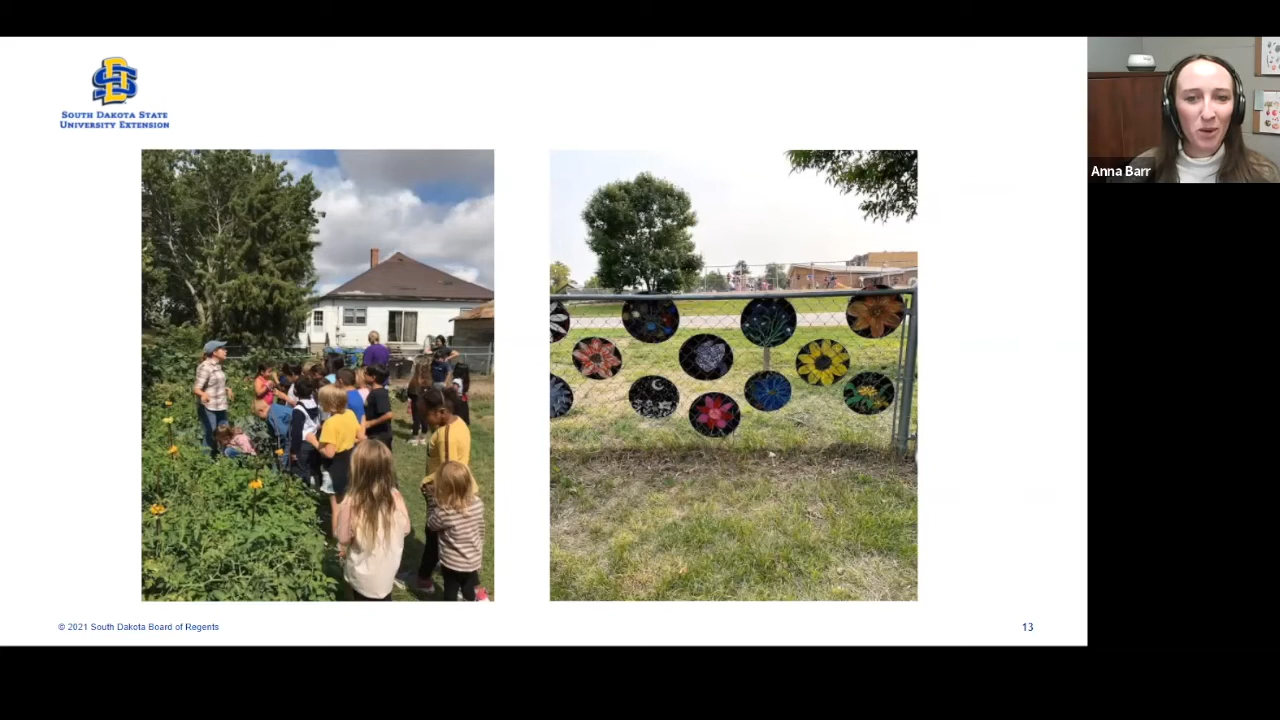 SOUTH DAKOTA STATE
UNIVERSITY EXTENSION
Anna Barr
© 2021 South Dakota Board of Regents
13